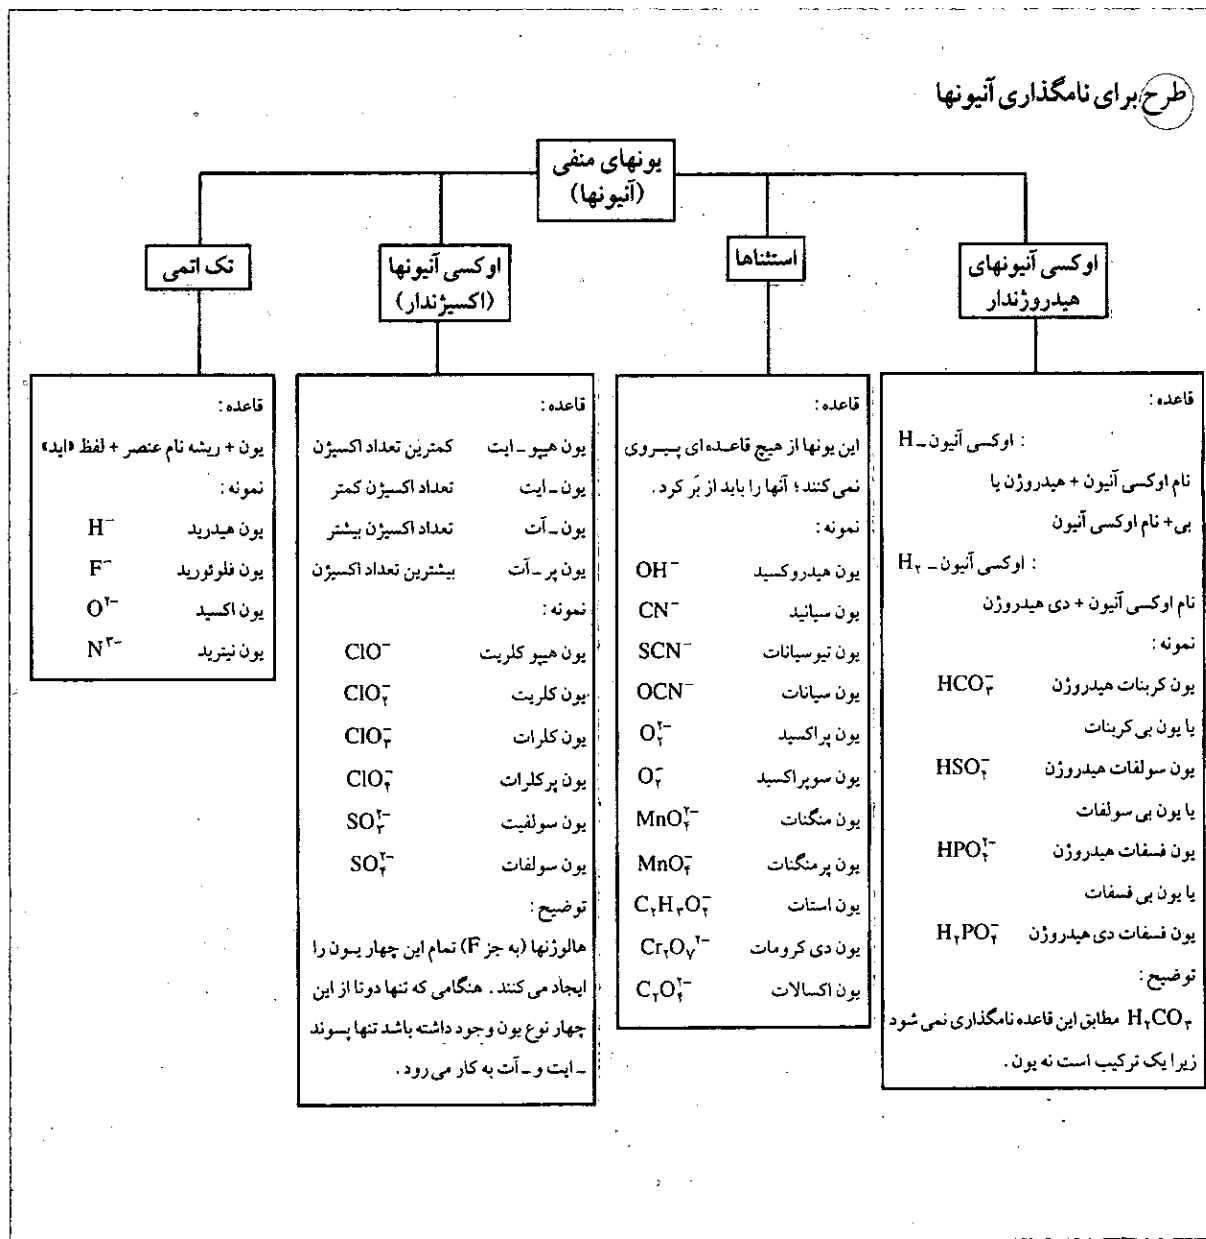 طرح برای نامگذاری آنیونها
یونهای منفی
(آنیونها)
اوکسی آنیونهای
هیدروژندار
استثناها
اوکسی آنیونها
(اکسیژندار)
تک اتمی
قاعده:
H_ اوکسی آنیون :
نام اوکسی آنیون + هیدروژن یا
بی+ نام اوکسی آنیون
H₂_ اوکسی آنیون :
نام اوکسی آنیون + دی هیدروژن
نمونه:
یون کربنات هیدروژن HCO₃⁻
یا یون بی کربنات
یون سولفات هیدروژن HSO₄⁻
یا یون بی سولفات
یون فسفات هیدروژن HPO₄²⁻
یا یون بی فسفات
یون فسفات دی هیدروژن H₂PO₄⁻
توضیح:
H₂CO₃ مطابق این قاعده نامگذاری نمی شود
زیرا یک ترکیب است نه یون.
قاعده:
این یونها از هیچ قاعده ای پیروی
نمی کنند؛ آنها را باید از بَر کرد.
نمونه:
یون هیدروکسید OH⁻
یون سیانید CN⁻
یون تیوسیانات SCN⁻
یون سیانات OCN⁻
یون پراکسید O₂²⁻
یون سوپراکسید O₂⁻
یون منگنات MnO₄²⁻
یون پرمنگنات MnO₄⁻
یون استات C₂H₃O₂⁻
یون دی کرومات Cr₂O₇²⁻
یون اکسالات C₂O₄²⁻
قاعده:
یون هیپو _ ایت کمترین تعداد اکسیژن
یون _ ایت تعداد اکسیژن کمتر
یون _ آت تعداد اکسیژن بیشتر
یون پر _ آت بیشترین تعداد اکسیژن
نمونه:
یون هیپو کلریت ClO⁻
یون کلریت ClO₂⁻
یون کلرات ClO₃⁻
یون پرکلرات ClO₄⁻
یون سولفیت SO₃²⁻
یون سولفات SO₄²⁻
توضیح:
هالوژنها (به جز F) تمام این چهار یون را
ایجاد می کنند. هنگامی که تنها دوتا از این
چهار نوع یون وجود داشته باشد تنها پسوند
_ ایت و _ آت به کار می رود.
قاعده:
یون + ریشه نام عنصر + لفظ «اید»
نمونه:
یون هیدرید H⁻
یون فلوئورید F⁻
یون اکسید O²⁻
یون نیترید N³⁻